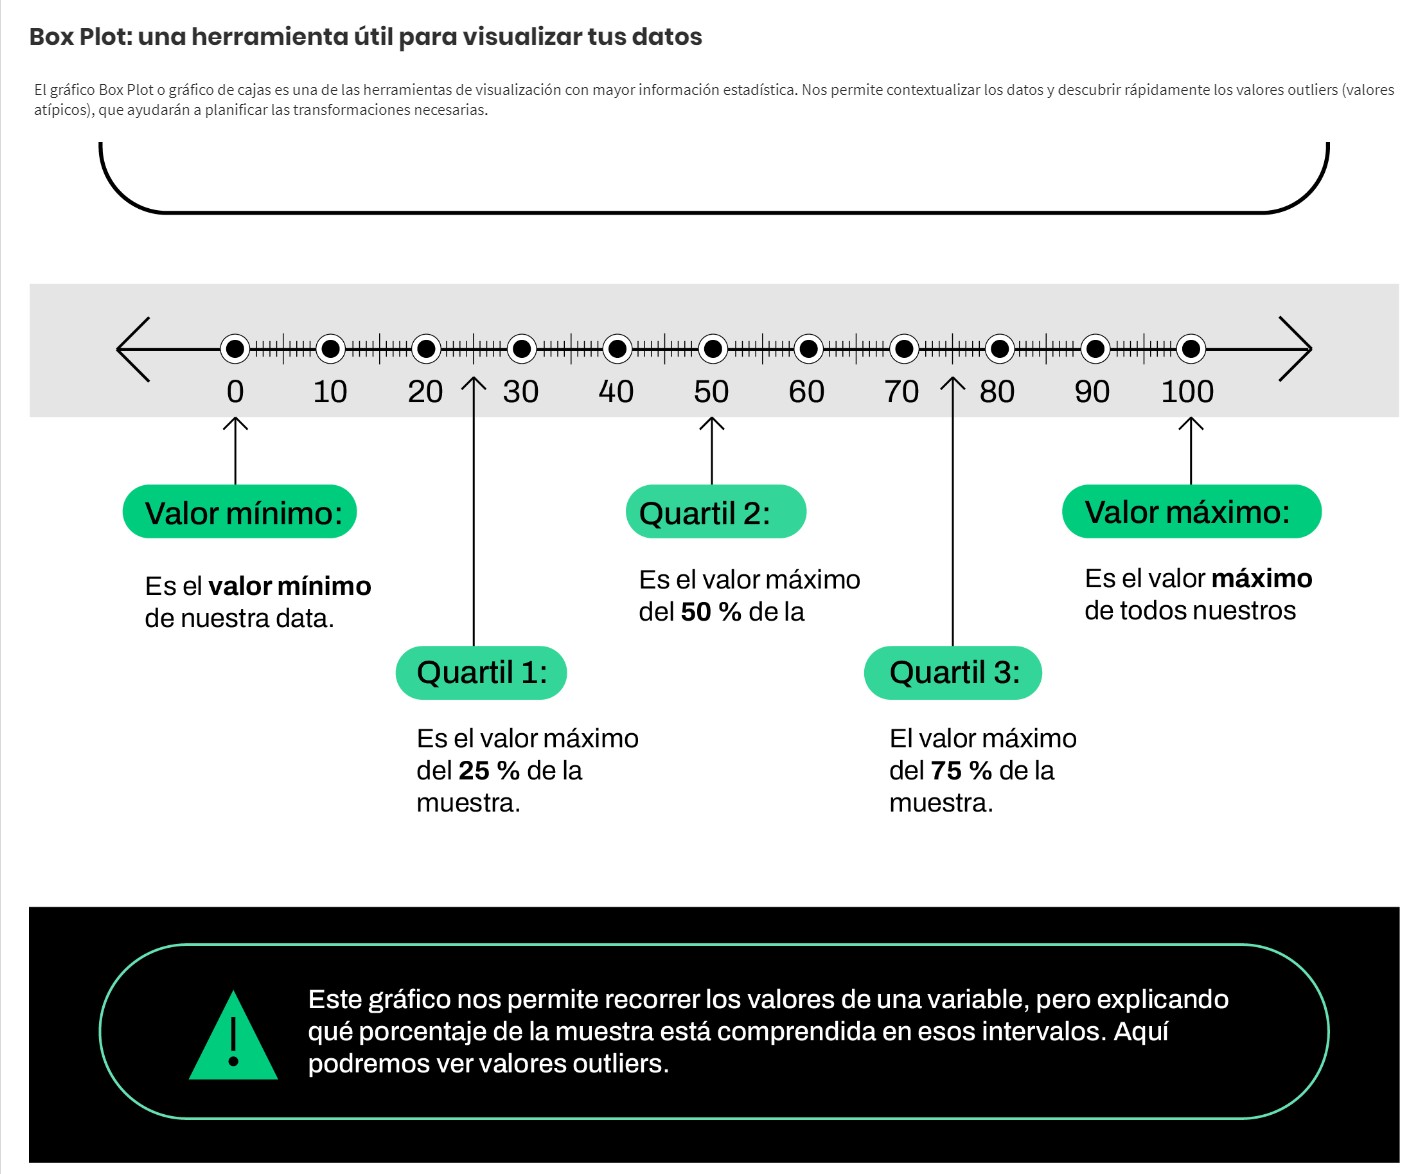 Box Plot: una herramienta útil para visualizar tus datos
El gráfico Box Plot o gráfico de cajas es una de las herramientas de visualización con mayor información estadística. Nos permite contextualizar los datos y descubrir rápidamente los valores outliers (valores
atípicos), que ayudarán a planificar las transformaciones necesarias.
0 10 20 30 40 50 60 70 80 90 100
Valor mínimo:
Es el valor mínimo
de nuestra data.
Quartil 1:
Es el valor máximo
del 25 % de la
muestra.
Quartil 2:
Es el valor máximo
del 50 % de la
Quartil 3:
El valor máximo
del 75 % de la
muestra.
Valor máximo:
Es el valor máximo
de todos nuestros
Este gráfico nos permite recorrer los valores de una variable, pero explicando
qué porcentaje de la muestra está comprendida en esos intervalos. Aquí
podremos ver valores outliers.